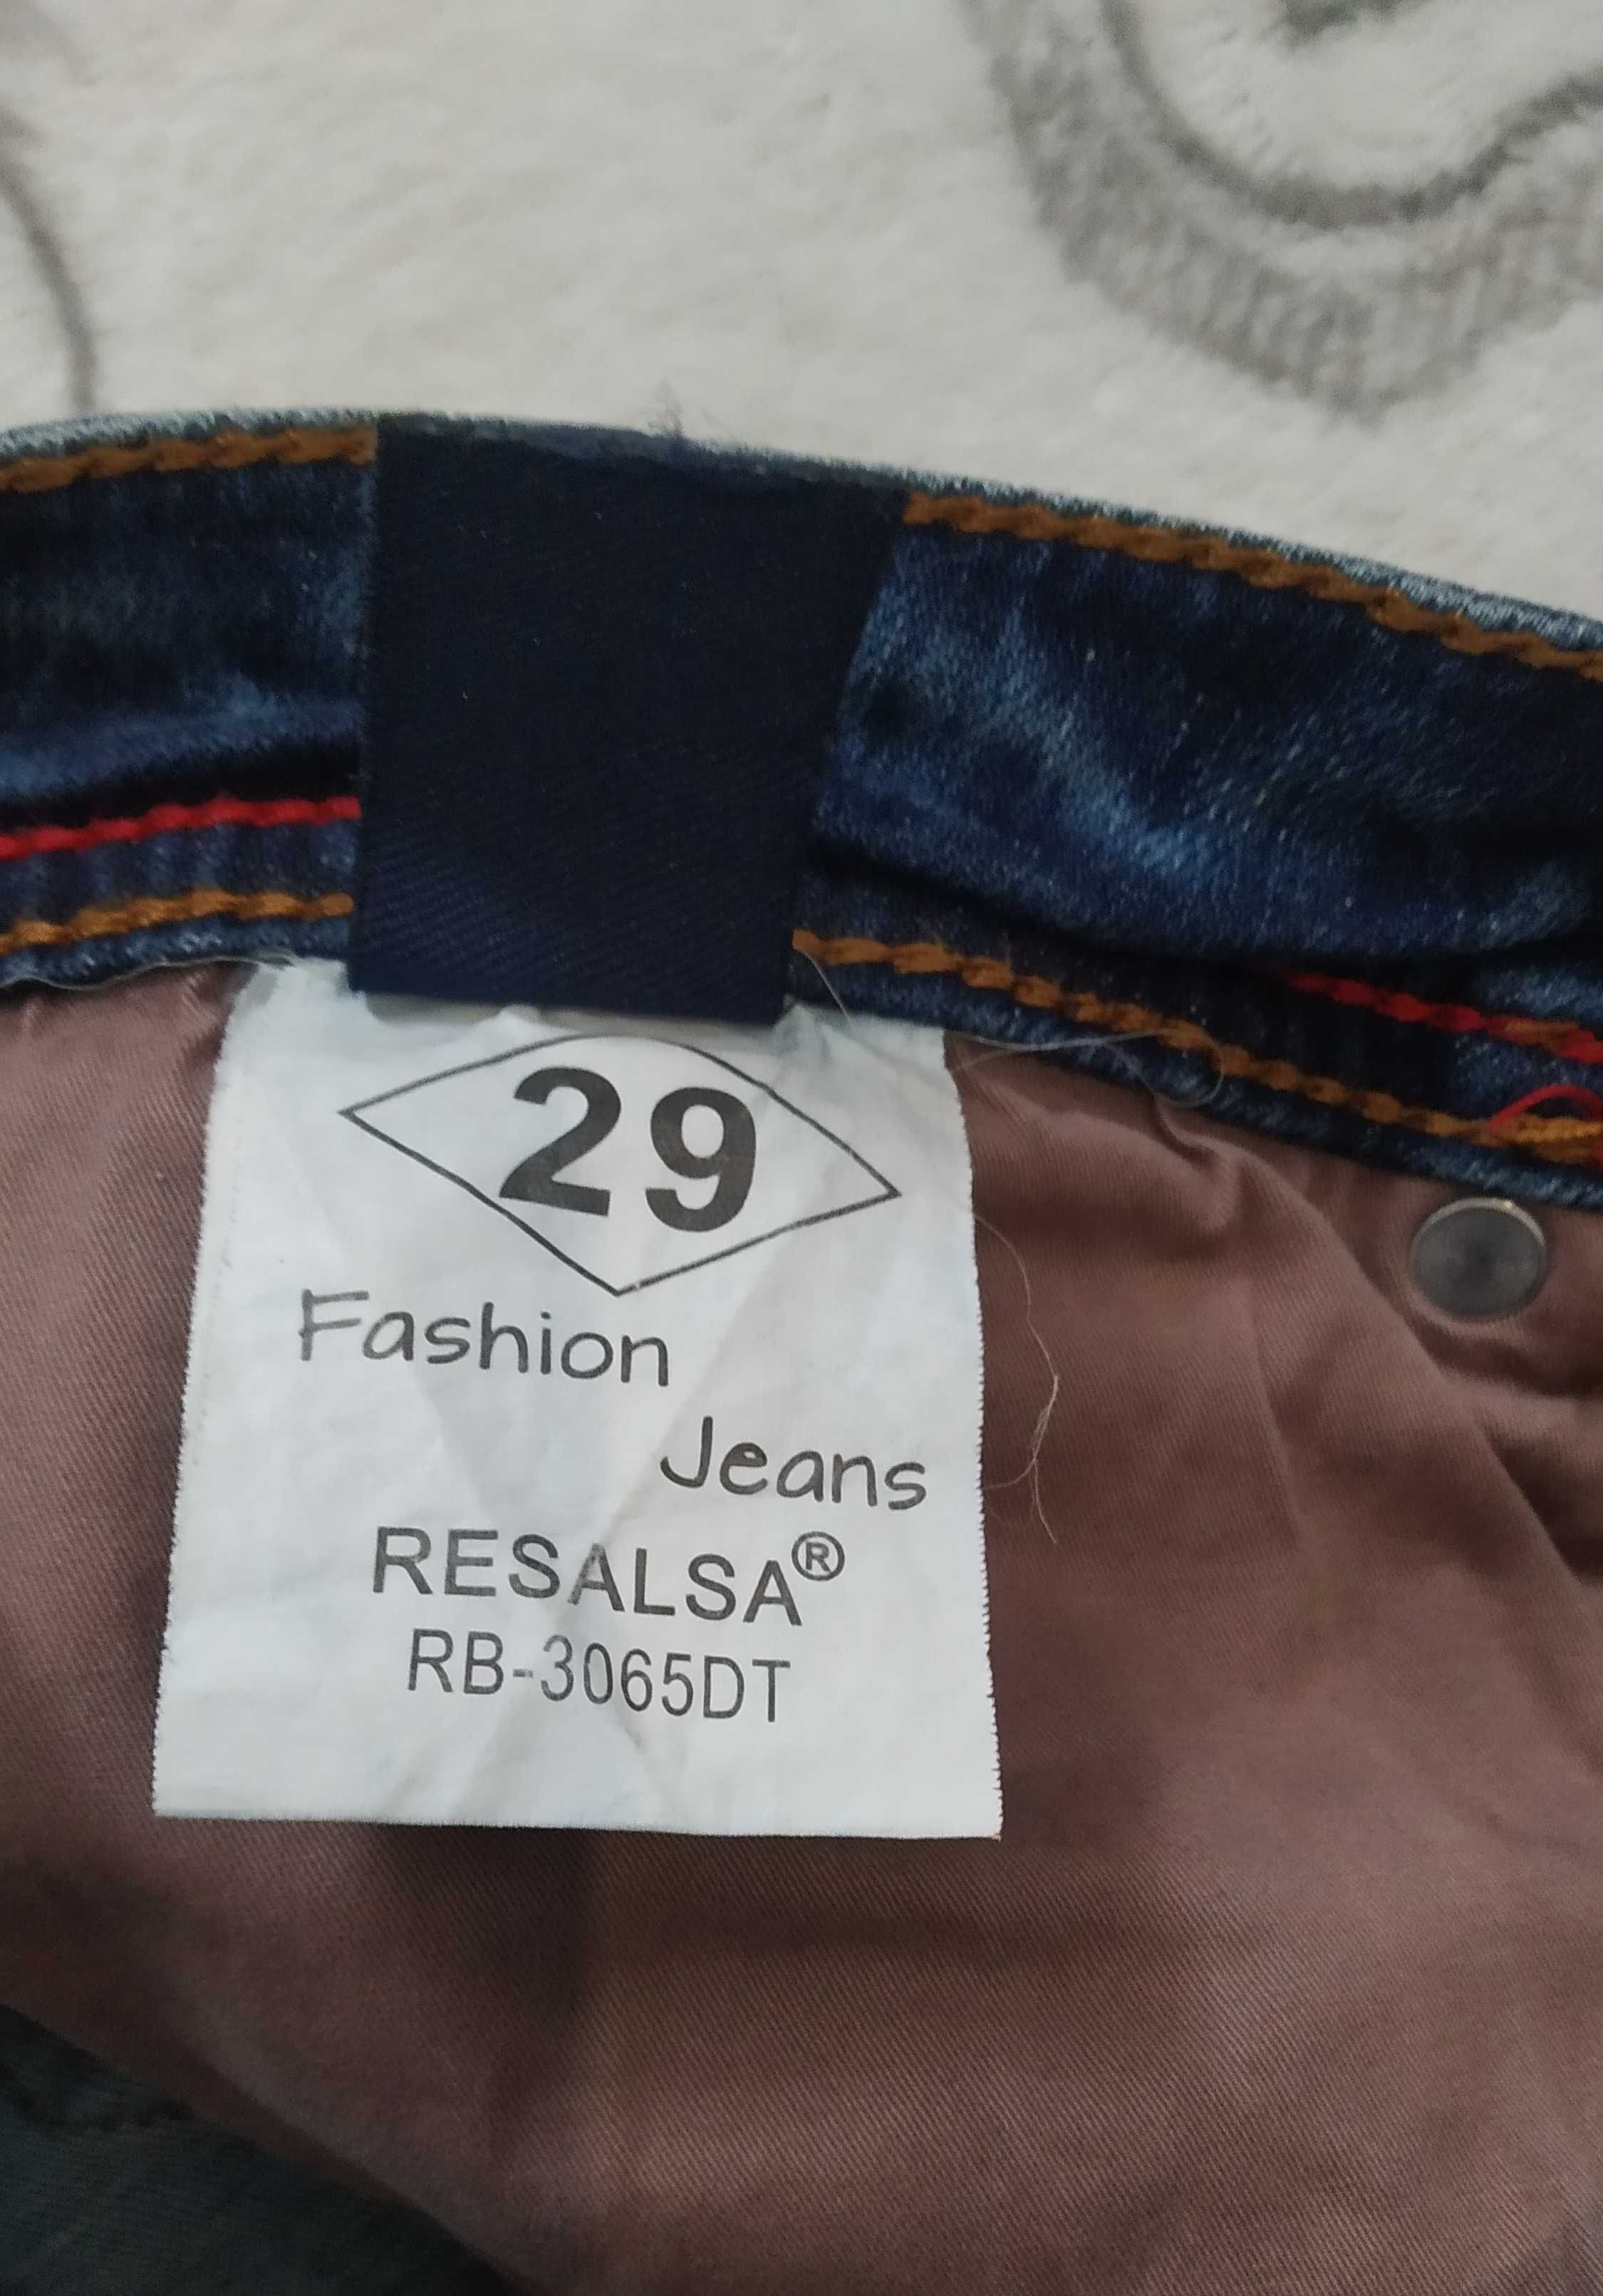 29
Fashion
Jeans
RESALSA®
RB-3065DT